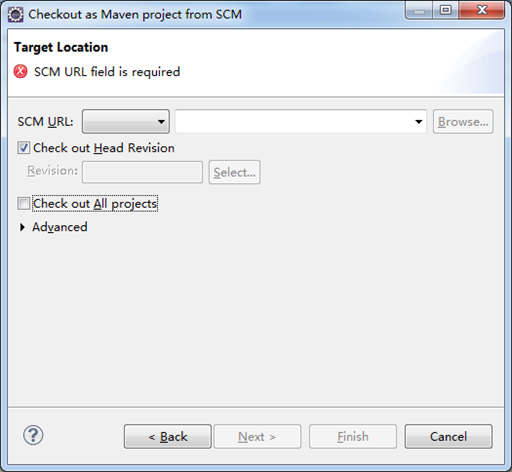 Checkout as Maven project from SCM
Target Location
SCM URL field is required
SCM URL:
Browse...
Check out Head Revision
Revision:
Select...
Check out All projects
Advanced
?
< Back
Next >
Finish
Cancel